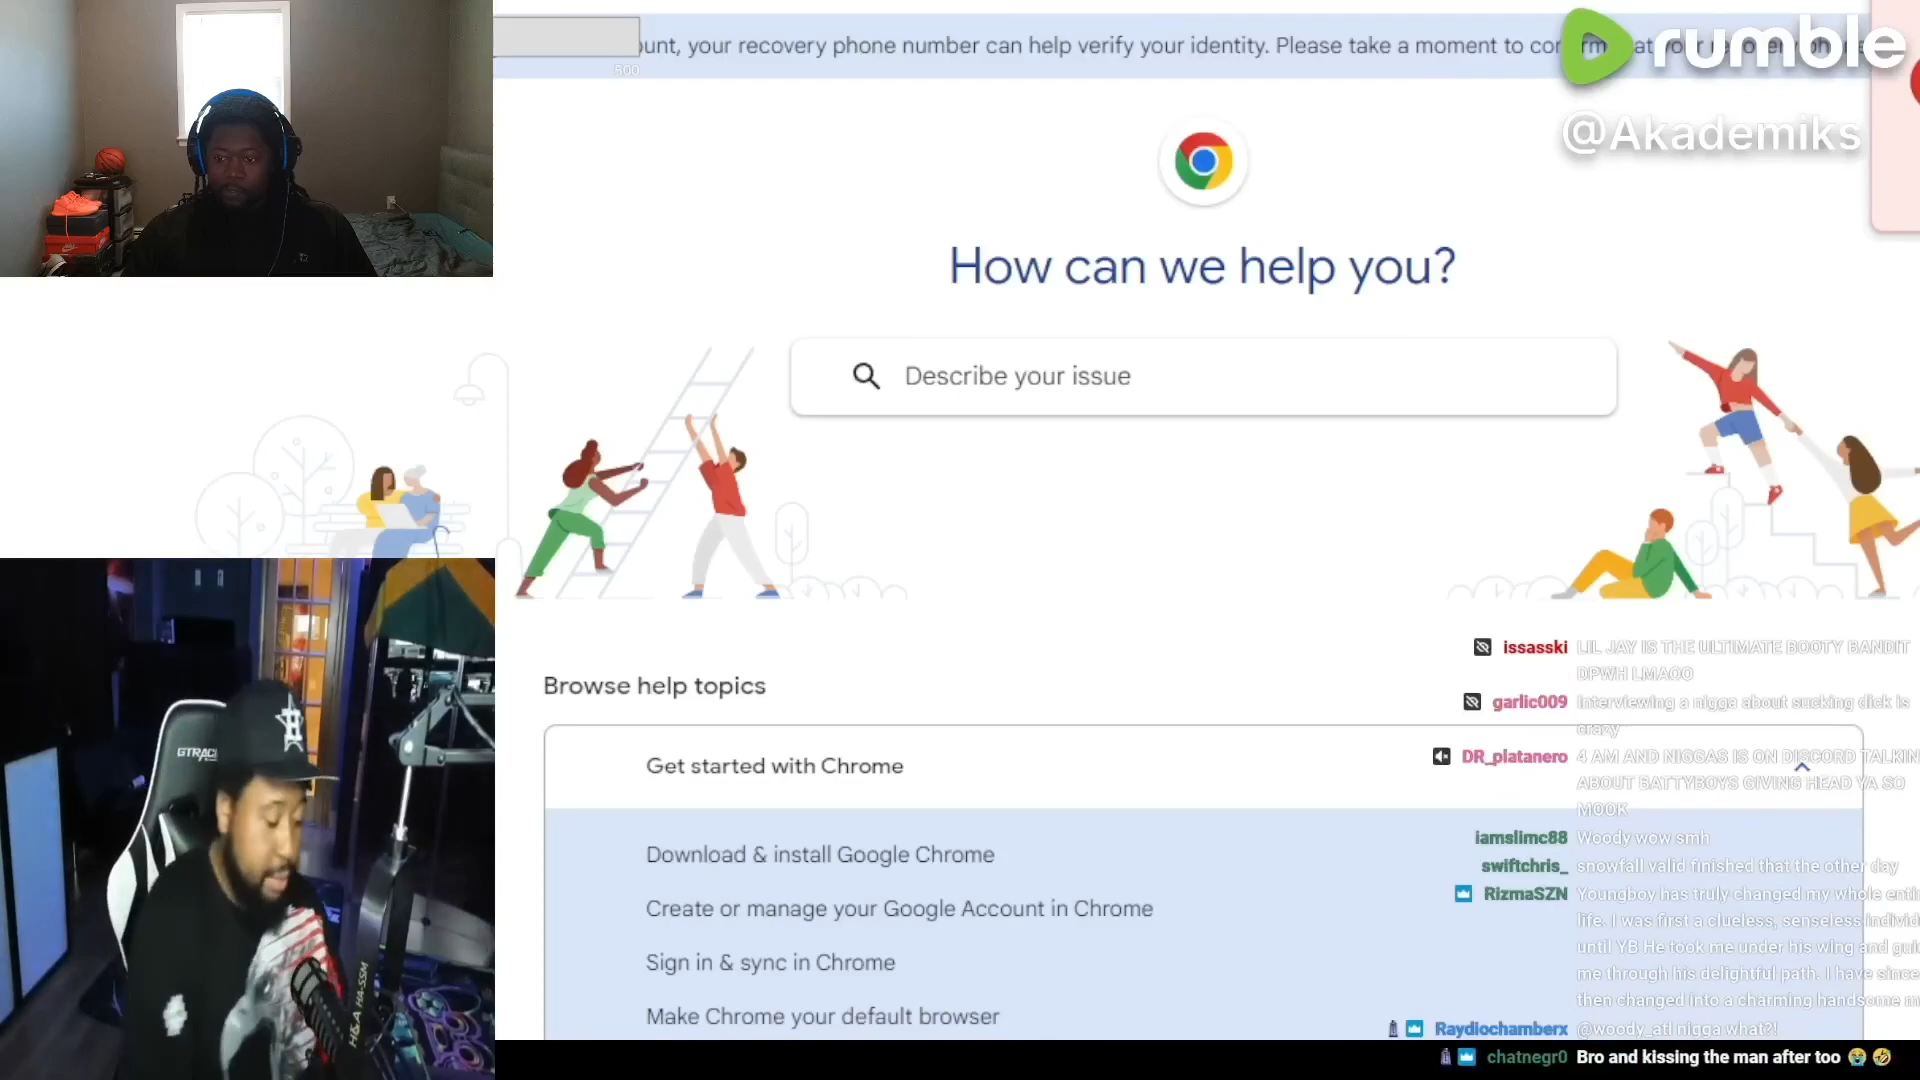 ount, your recovery phone number can help verify your identity. Please take a moment to con
500
rumble
@Akademiks
How can we help you?
Describe your issue
Browse help topics
Get started with Chrome
Download & install Google Chrome
Create or manage your Google Account in Chrome
Sign in & sync in Chrome
Make Chrome your default browser
issasski LIL JAY IS THE ULTIMATE BOOTY BANDIT
DPWH LMAOO
garlic009 Interviewing a nigga about sucking dick is
crazy
DR_platanero 4 AM AND NIGGAS IS ON DISCORD TALKIN
ABOUT BATTYBOYS GIVING HEAD YA SO
MOOK
iamslimc88 Woody wow smh
swiftchris_ snowfall valid finished that the other day
RizmaSZN Youngboy has truly changed my whole enti
life. I was first a clueless, senseless individ
until YB He took me under his wing and gui
me through his delightful path. I have since
then changed into a charming handsome m
Raydiochamberx @woody_atl nigga what?!
chatnegr0 Bro and kissing the man after too 😭 🤣
GTRAC
H&A HA-SSM